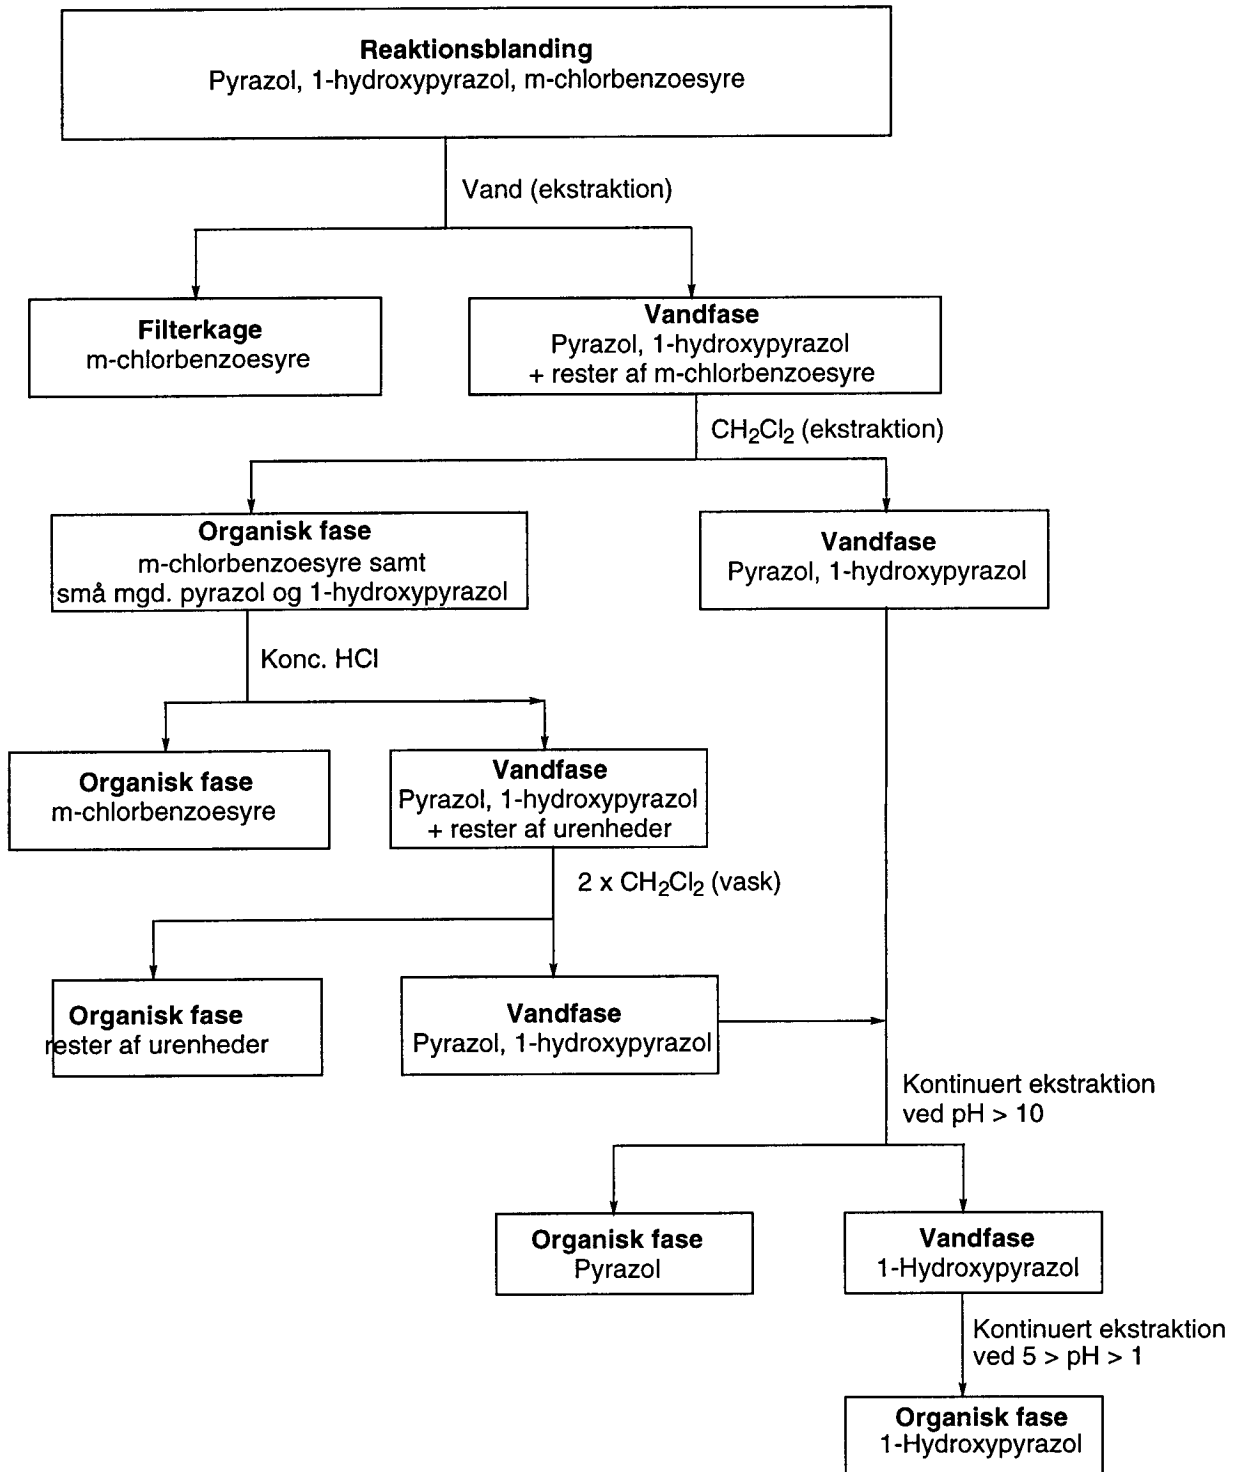 Reaktionsblanding
Pyrazol, 1-hydroxypyrazol, m-chlorbenzoesyre
Vand (ekstraktion)
Filterkage
m-chlorbenzoesyre
Vandfase
Pyrazol, 1-hydroxypyrazol
+ rester af m-chlorbenzoesyre
CH₂Cl₂ (ekstraktion)
Organisk fase
m-chlorbenzoesyre samt
små mgd. pyrazol og 1-hydroxypyrazol
Vandfase
Pyrazol, 1-hydroxypyrazol
Konc. HCl
Organisk fase
m-chlorbenzoesyre
Vandfase
Pyrazol, 1-hydroxypyrazol
+ rester af urenheder
2 x CH₂Cl₂ (vask)
Organisk fase
rester af urenheder
Vandfase
Pyrazol, 1-hydroxypyrazol
Kontinuert ekstraktion
ved pH > 10
Organisk fase
Pyrazol
Vandfase
1-Hydroxypyrazol
Kontinuert ekstraktion
ved 5 > pH > 1
Organisk fase
1-Hydroxypyrazol